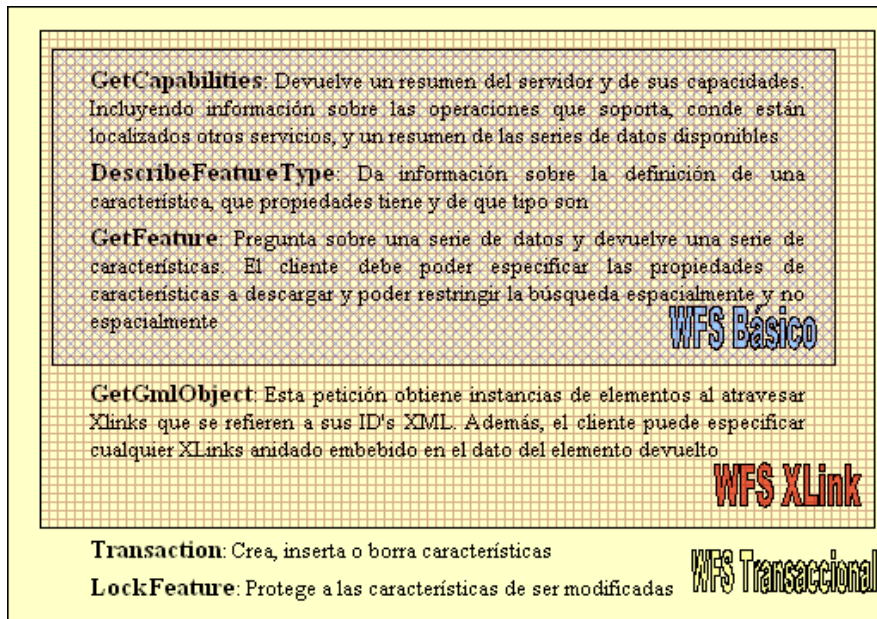 GetCapabilities: Devuelve un resumen del servidor y de sus capacidades.
Incluyendo información sobre las operaciones que soporta, conde están
localizados otros servicios, y un resumen de las series de datos disponibles
DescribeFeatureType: Da información sobre la definición de una
característica, que propiedades tiene y de que tipo son
GetFeature: Pregunta sobre una serie de datos y devuelve una serie de
características. El cliente debe poder especificar las propiedades de
características a descargar y poder restringir la búsqueda espacialmente y no
espacialmente
WFS Básico
GetGmlObject: Esta petición obtiene instancias de elementos al atravesar
Xlinks que se refieren a sus ID's XML. Además, el cliente puede especificar
cualquier XLinks anidado embebido en el dato del elemento devuelto
WFS XLink
Transaction: Crea, inserta o borra características
LockFeature: Protege a las características de ser modificadas
WFS Transaccional